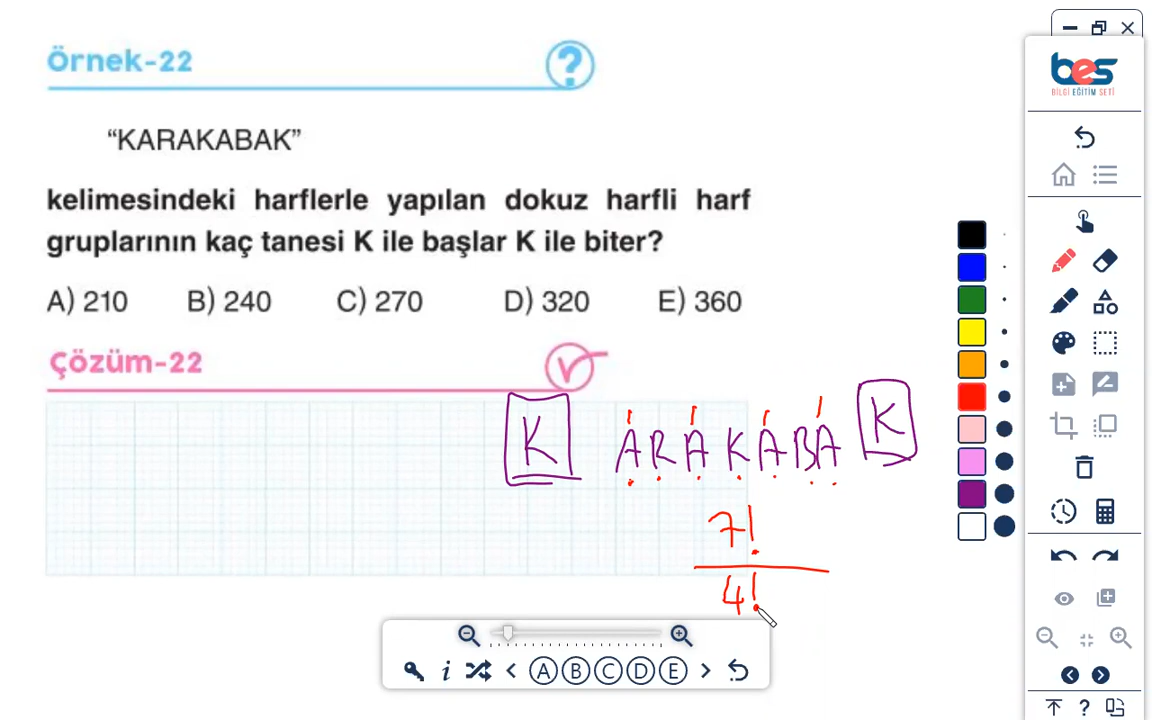 Örnek-22
?
"KARAKABAK"
kelimesindeki harflerle yapılan dokuz harfli harf
gruplarının kaç tanesi K ile başlar K ile biter?
A) 210 B) 240 C) 270 D) 320 E) 360
Çözüm-22
K ARAKABA K
7!
4!
bes
BİLGİ EĞİTİM SETİ
i A B C D E
?